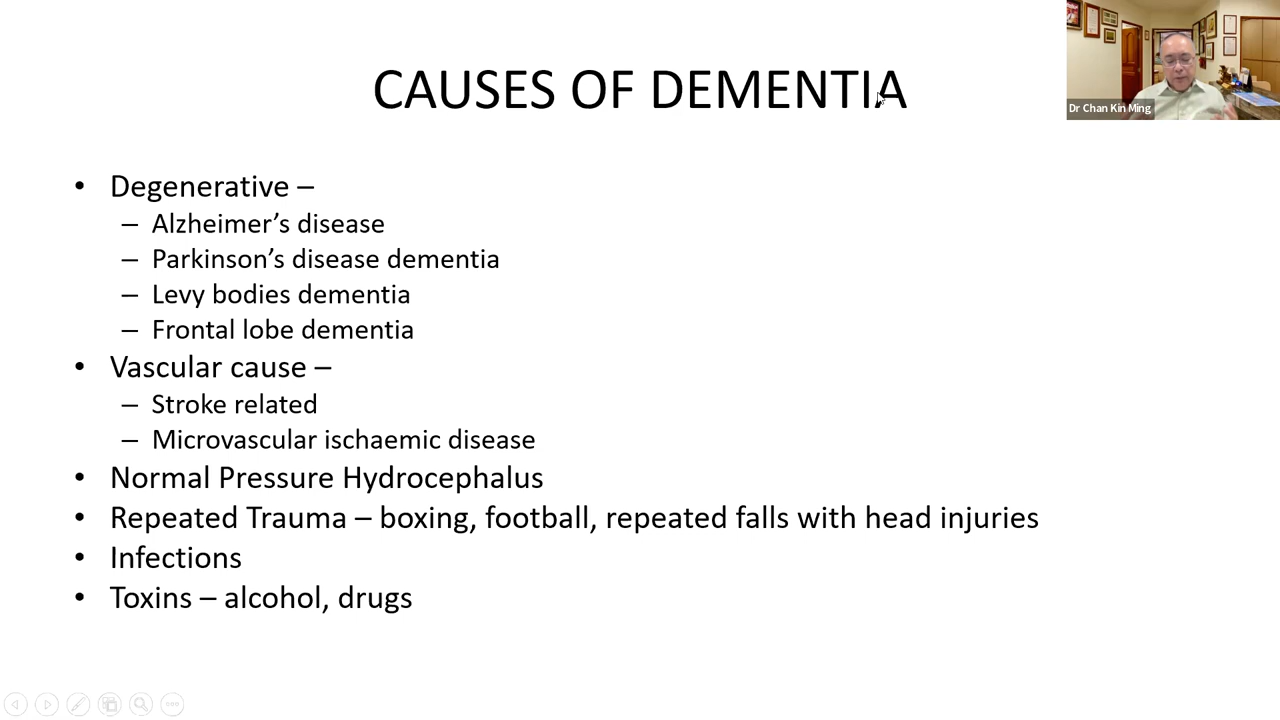 CAUSES OF DEMENTIA
Dr Chan Kin Ming
• Degenerative –
– Alzheimer’s disease
– Parkinson’s disease dementia
– Levy bodies dementia
– Frontal lobe dementia
• Vascular cause –
– Stroke related
– Microvascular ischaemic disease
• Normal Pressure Hydrocephalus
• Repeated Trauma – boxing, football, repeated falls with head injuries
• Infections
• Toxins – alcohol, drugs